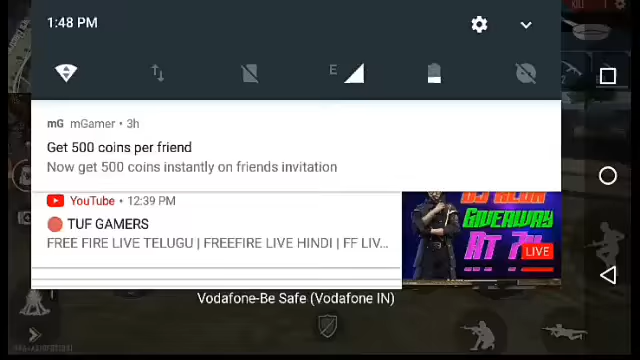 KILL
1:48 PM
E
mG mGamer • 3h
Get 500 coins per friend
Now get 500 coins instantly on friends invitation
YouTube • 12:39 PM
TUF GAMERS
FREE FIRE LIVE TELUGU | FREEFIRE LIVE HINDI | FF LIV...
GIVEAWAY
LIVE
Vodafone-Be Safe (Vodafone IN)